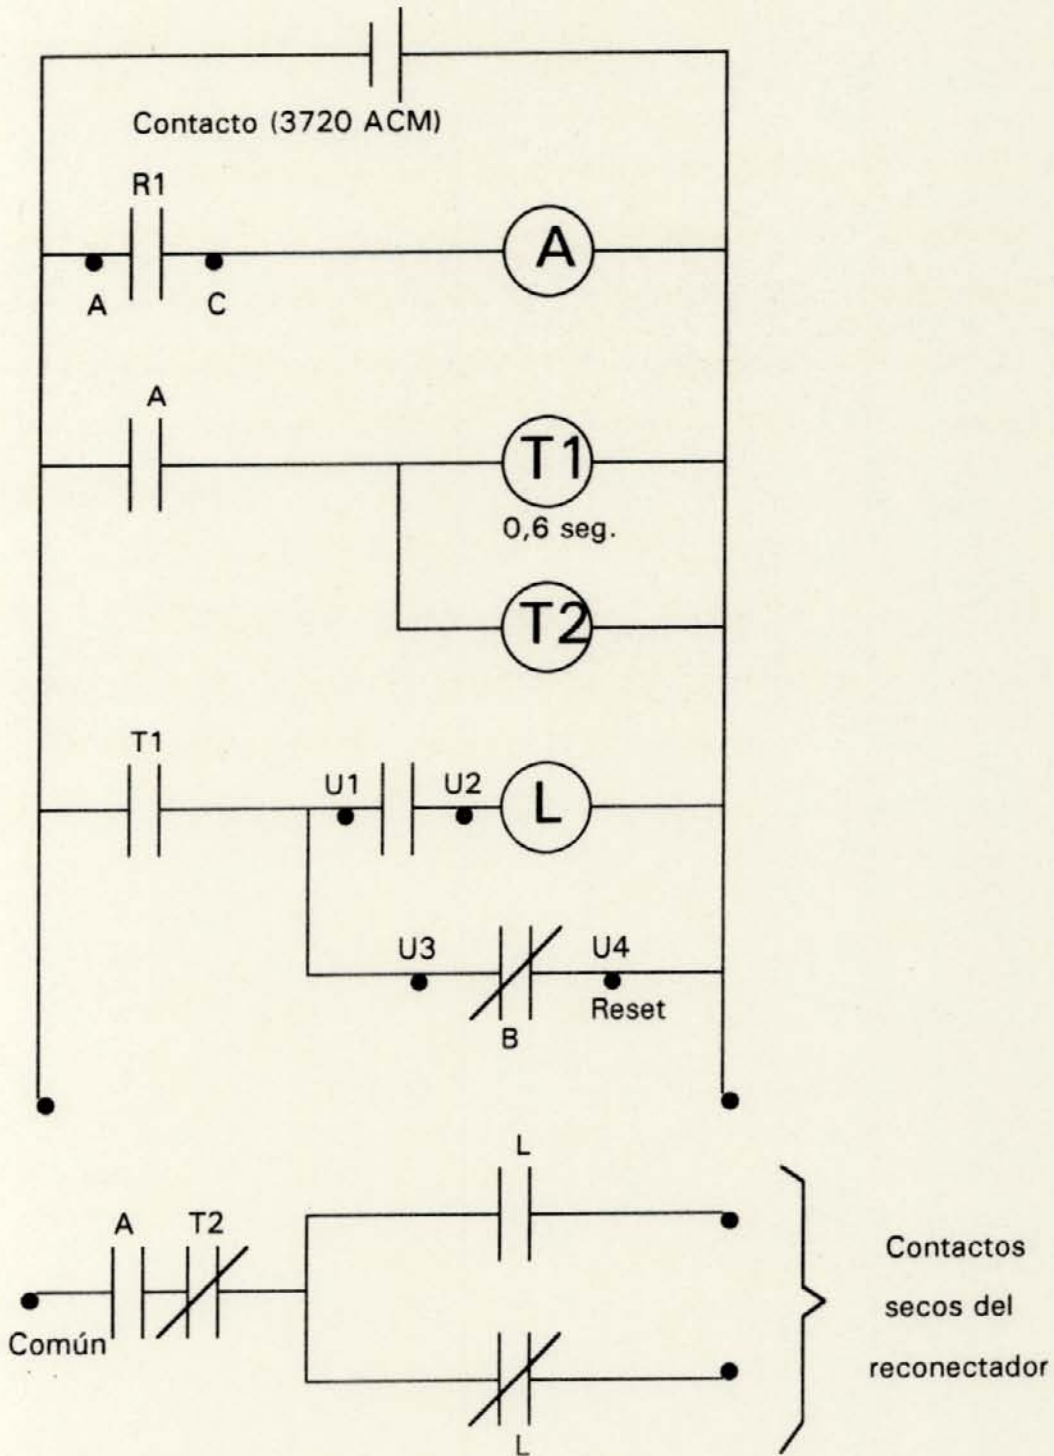 Contacto (3720 ACM)
R1
A
A
C
A
T1
0,6 seg.
T2
T1
U1
U2
L
U3
U4
Reset
B
L
A
T2
Común
L
Contactos
secos del
reconectador